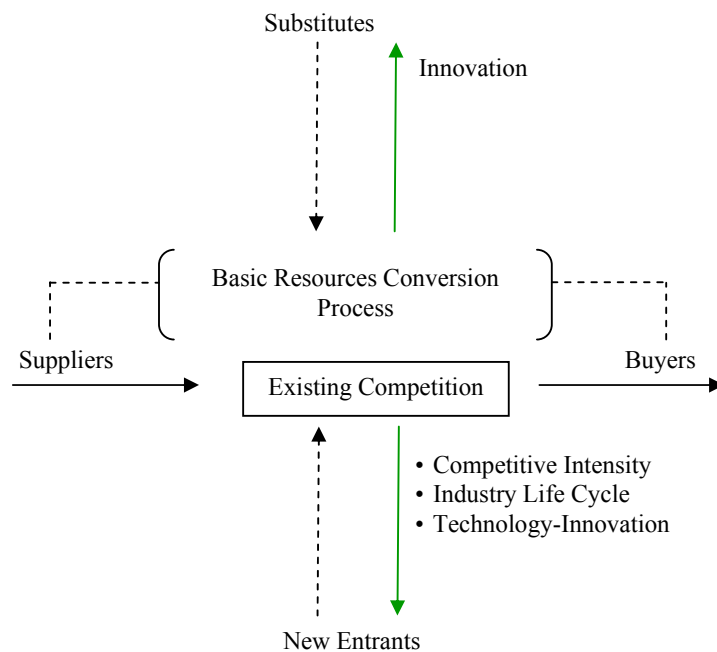 Substitutes
Innovation
Basic Resources Conversion
Process
Suppliers
Buyers
Existing Competition
• Competitive Intensity
• Industry Life Cycle
• Technology-Innovation
New Entrants